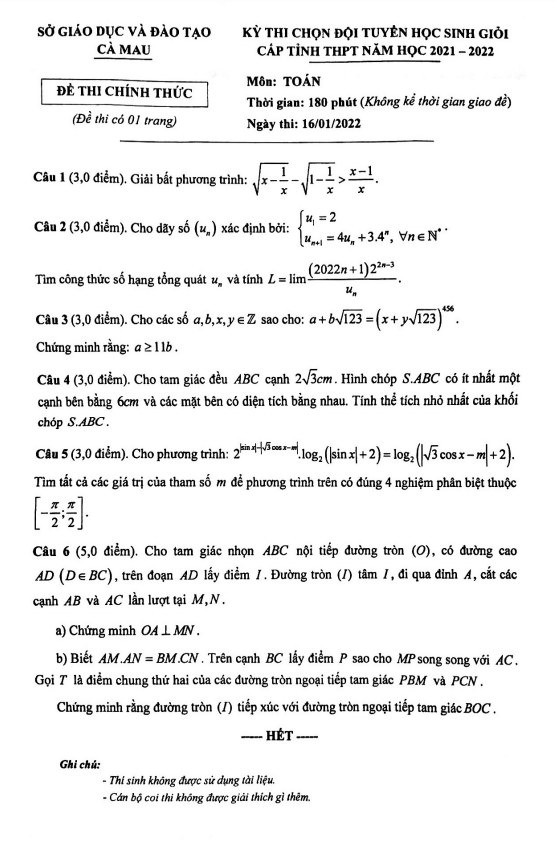 SỞ GIÁO DỤC VÀ ĐÀO TẠO
CÀ MAU
KỲ THI CHỌN ĐỘI TUYỂN HỌC SINH GIỎI
CẤP TỈNH THPT NĂM HỌC 2021 – 2022
ĐỀ THI CHÍNH THỨC
(Đề thi có 01 trang)
Môn: TOÁN
Thời gian: 180 phút (Không kể thời gian giao đề)
Ngày thi: 16/01/2022
Câu 1 (3,0 điểm). Giải bất phương trình: $\sqrt{x-\frac{1}{x}}-\sqrt{1-\frac{1}{x}}>\frac{x-1}{x}$.
Câu 2 (3,0 điểm). Cho dãy số $(u_n)$ xác định bởi: $\begin{cases}u_1=2\\u_{n+1}=4u_n+3.4^n,\ \forall n\in\mathbb{N}^*\end{cases}$.
Tìm công thức số hạng tổng quát $u_n$ và tính $L=\lim\frac{(2022n+1)2^{2n-3}}{u_n}$.
Câu 3 (3,0 điểm). Cho các số $a,b,x,y\in\mathbb{Z}$ sao cho: $a+b\sqrt{123}=\left(x+y\sqrt{123}\right)^{456}$.
Chứng minh rằng: $a\geq 11b$.
Câu 4 (3,0 điểm). Cho tam giác đều ABC cạnh $2\sqrt{3}cm$. Hình chóp S.ABC có ít nhất một
cạnh bên bằng 6cm và các mặt bên có diện tích bằng nhau. Tính thể tích nhỏ nhất của khối
chóp S.ABC.
Câu 5 (3,0 điểm). Cho phương trình: $2^{|\sin x|-|\sqrt{3}\cos x-m|}.\log_2(|\sin x|+2)=\log_2(|\sqrt{3}\cos x-m|+2)$.
Tìm tất cả các giá trị của tham số m để phương trình trên có đúng 4 nghiệm phân biệt thuộc
$\left[-\frac{\pi}{2};\frac{\pi}{2}\right]$.
Câu 6 (5,0 điểm). Cho tam giác nhọn ABC nội tiếp đường tròn (O), có đường cao
AD (D ∈ BC), trên đoạn AD lấy điểm I. Đường tròn (I) tâm I, đi qua đỉnh A, cắt các
cạnh AB và AC lần lượt tại M, N.
a) Chứng minh OA ⊥ MN.
b) Biết AM.AN = BM.CN. Trên cạnh BC lấy điểm P sao cho MP song song với AC.
Gọi T là điểm chung thứ hai của các đường tròn ngoại tiếp tam giác PBM và PCN.
Chứng minh rằng đường tròn (I) tiếp xúc với đường tròn ngoại tiếp tam giác BOC.
----- HẾT -----
Ghi chú:
- Thí sinh không được sử dụng tài liệu.
- Cán bộ coi thi không được giải thích gì thêm.